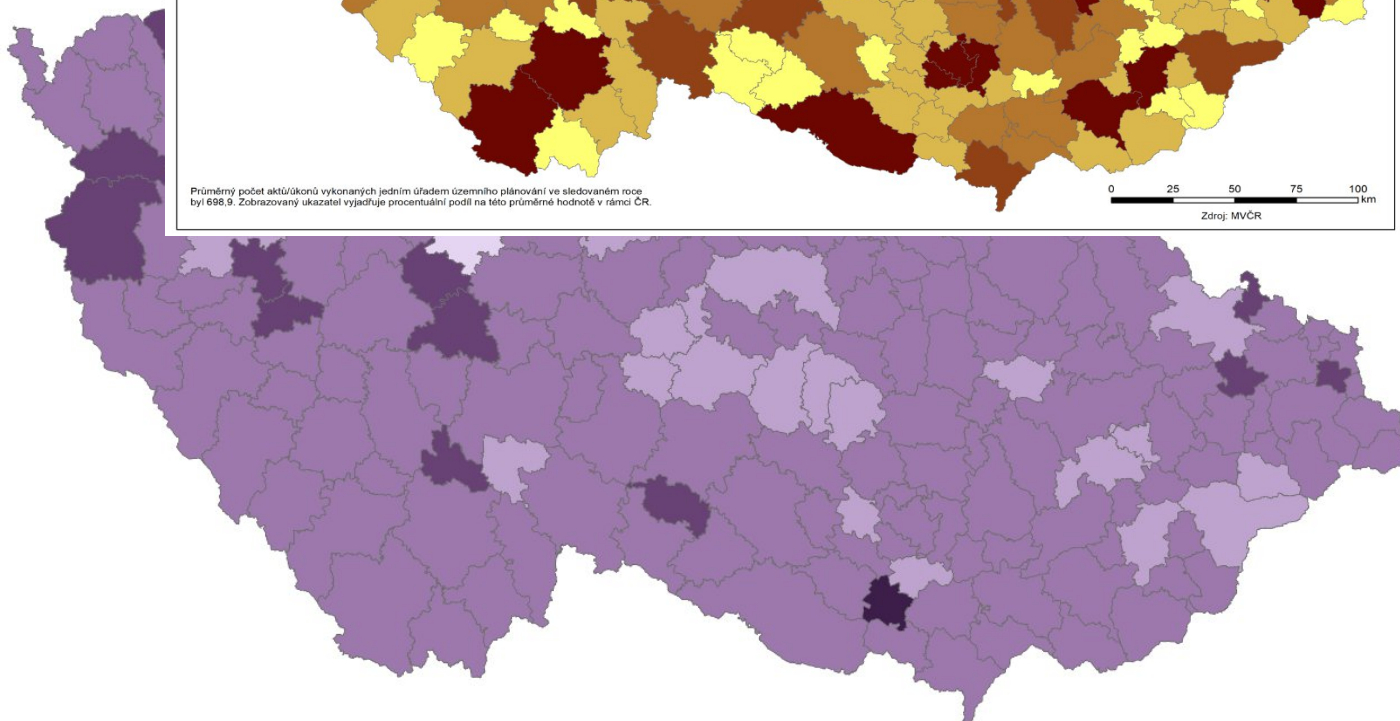 Průměrný počet aktů/úkonů vykonaných jedním úřadem územního plánování ve sledovaném roce
byl 698,9. Zobrazovaný ukazatel vyjadřuje procentuální podíl na této průměrné hodnotě v rámci ČR.
0 25 50 75 100
km
Zdroj: MVČR